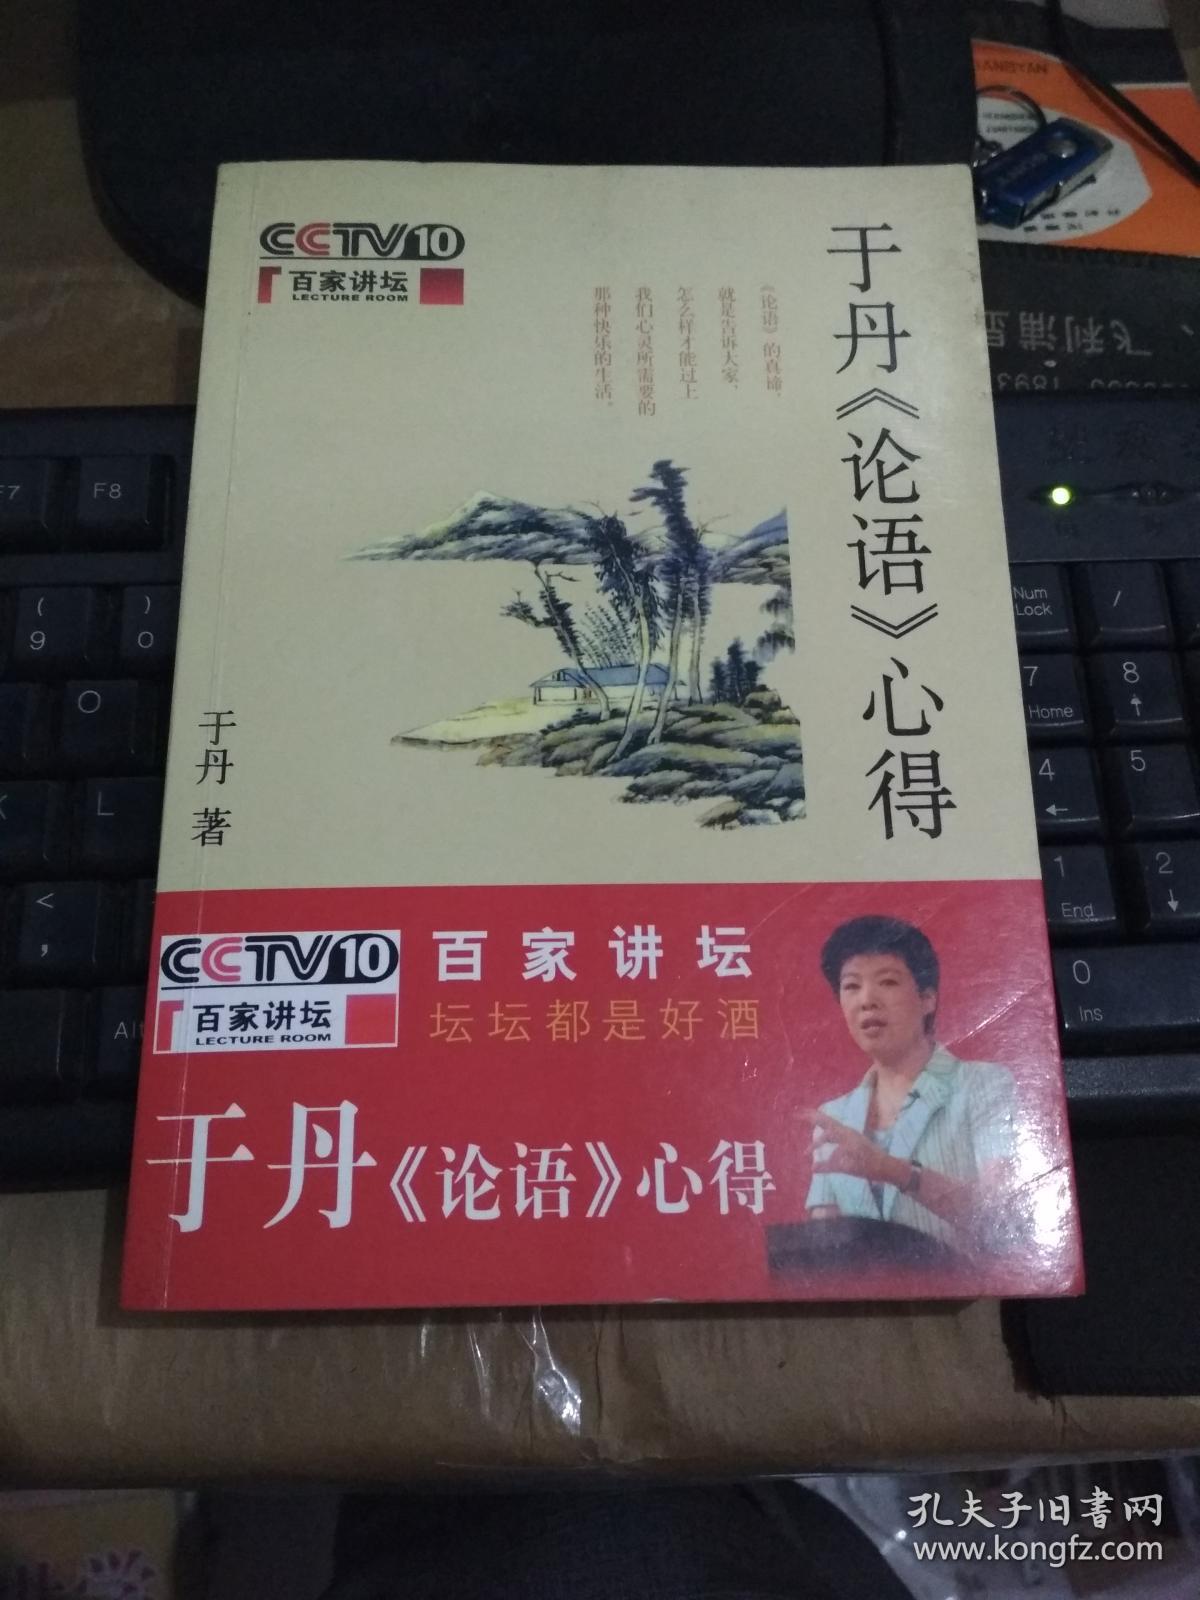 CCTV10
百家讲坛
LECTURE ROOM
于丹《论语》心得
《论语》的真谛，
就是告诉大家，
怎么样才能过上
我们心灵所需要的
那种快乐的生活。
于丹 著
CCTV10
百家讲坛
LECTURE ROOM
百家讲坛
坛坛都是好酒
于丹《论语》心得
F7
F8
(
9
)
0
O
L
<
,
Alt
Num
Lock
/
7
Home
8
4
5
1
End
2
0
Ins
飞利浦
1893
孔夫子旧书网
www.kongfz.com